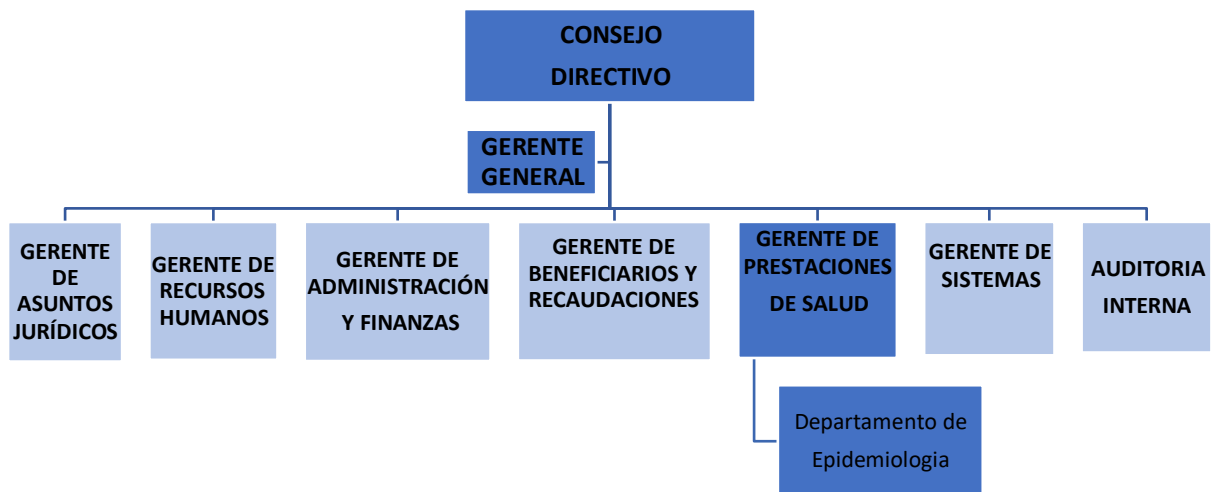 CONSEJO
DIRECTIVO
GERENTE
GENERAL
GERENTE
DE
ASUNTOS
JURÍDICOS
GERENTE DE
RECURSOS
HUMANOS
GERENTE DE
ADMINISTRACIÓN
Y FINANZAS
GERENTE DE
BENEFICIARIOS Y
RECAUDACIONES
GERENTE DE
PRESTACIONES
DE SALUD
GERENTE DE
SISTEMAS
AUDITORIA
INTERNA
Departamento de
Epidemiologia